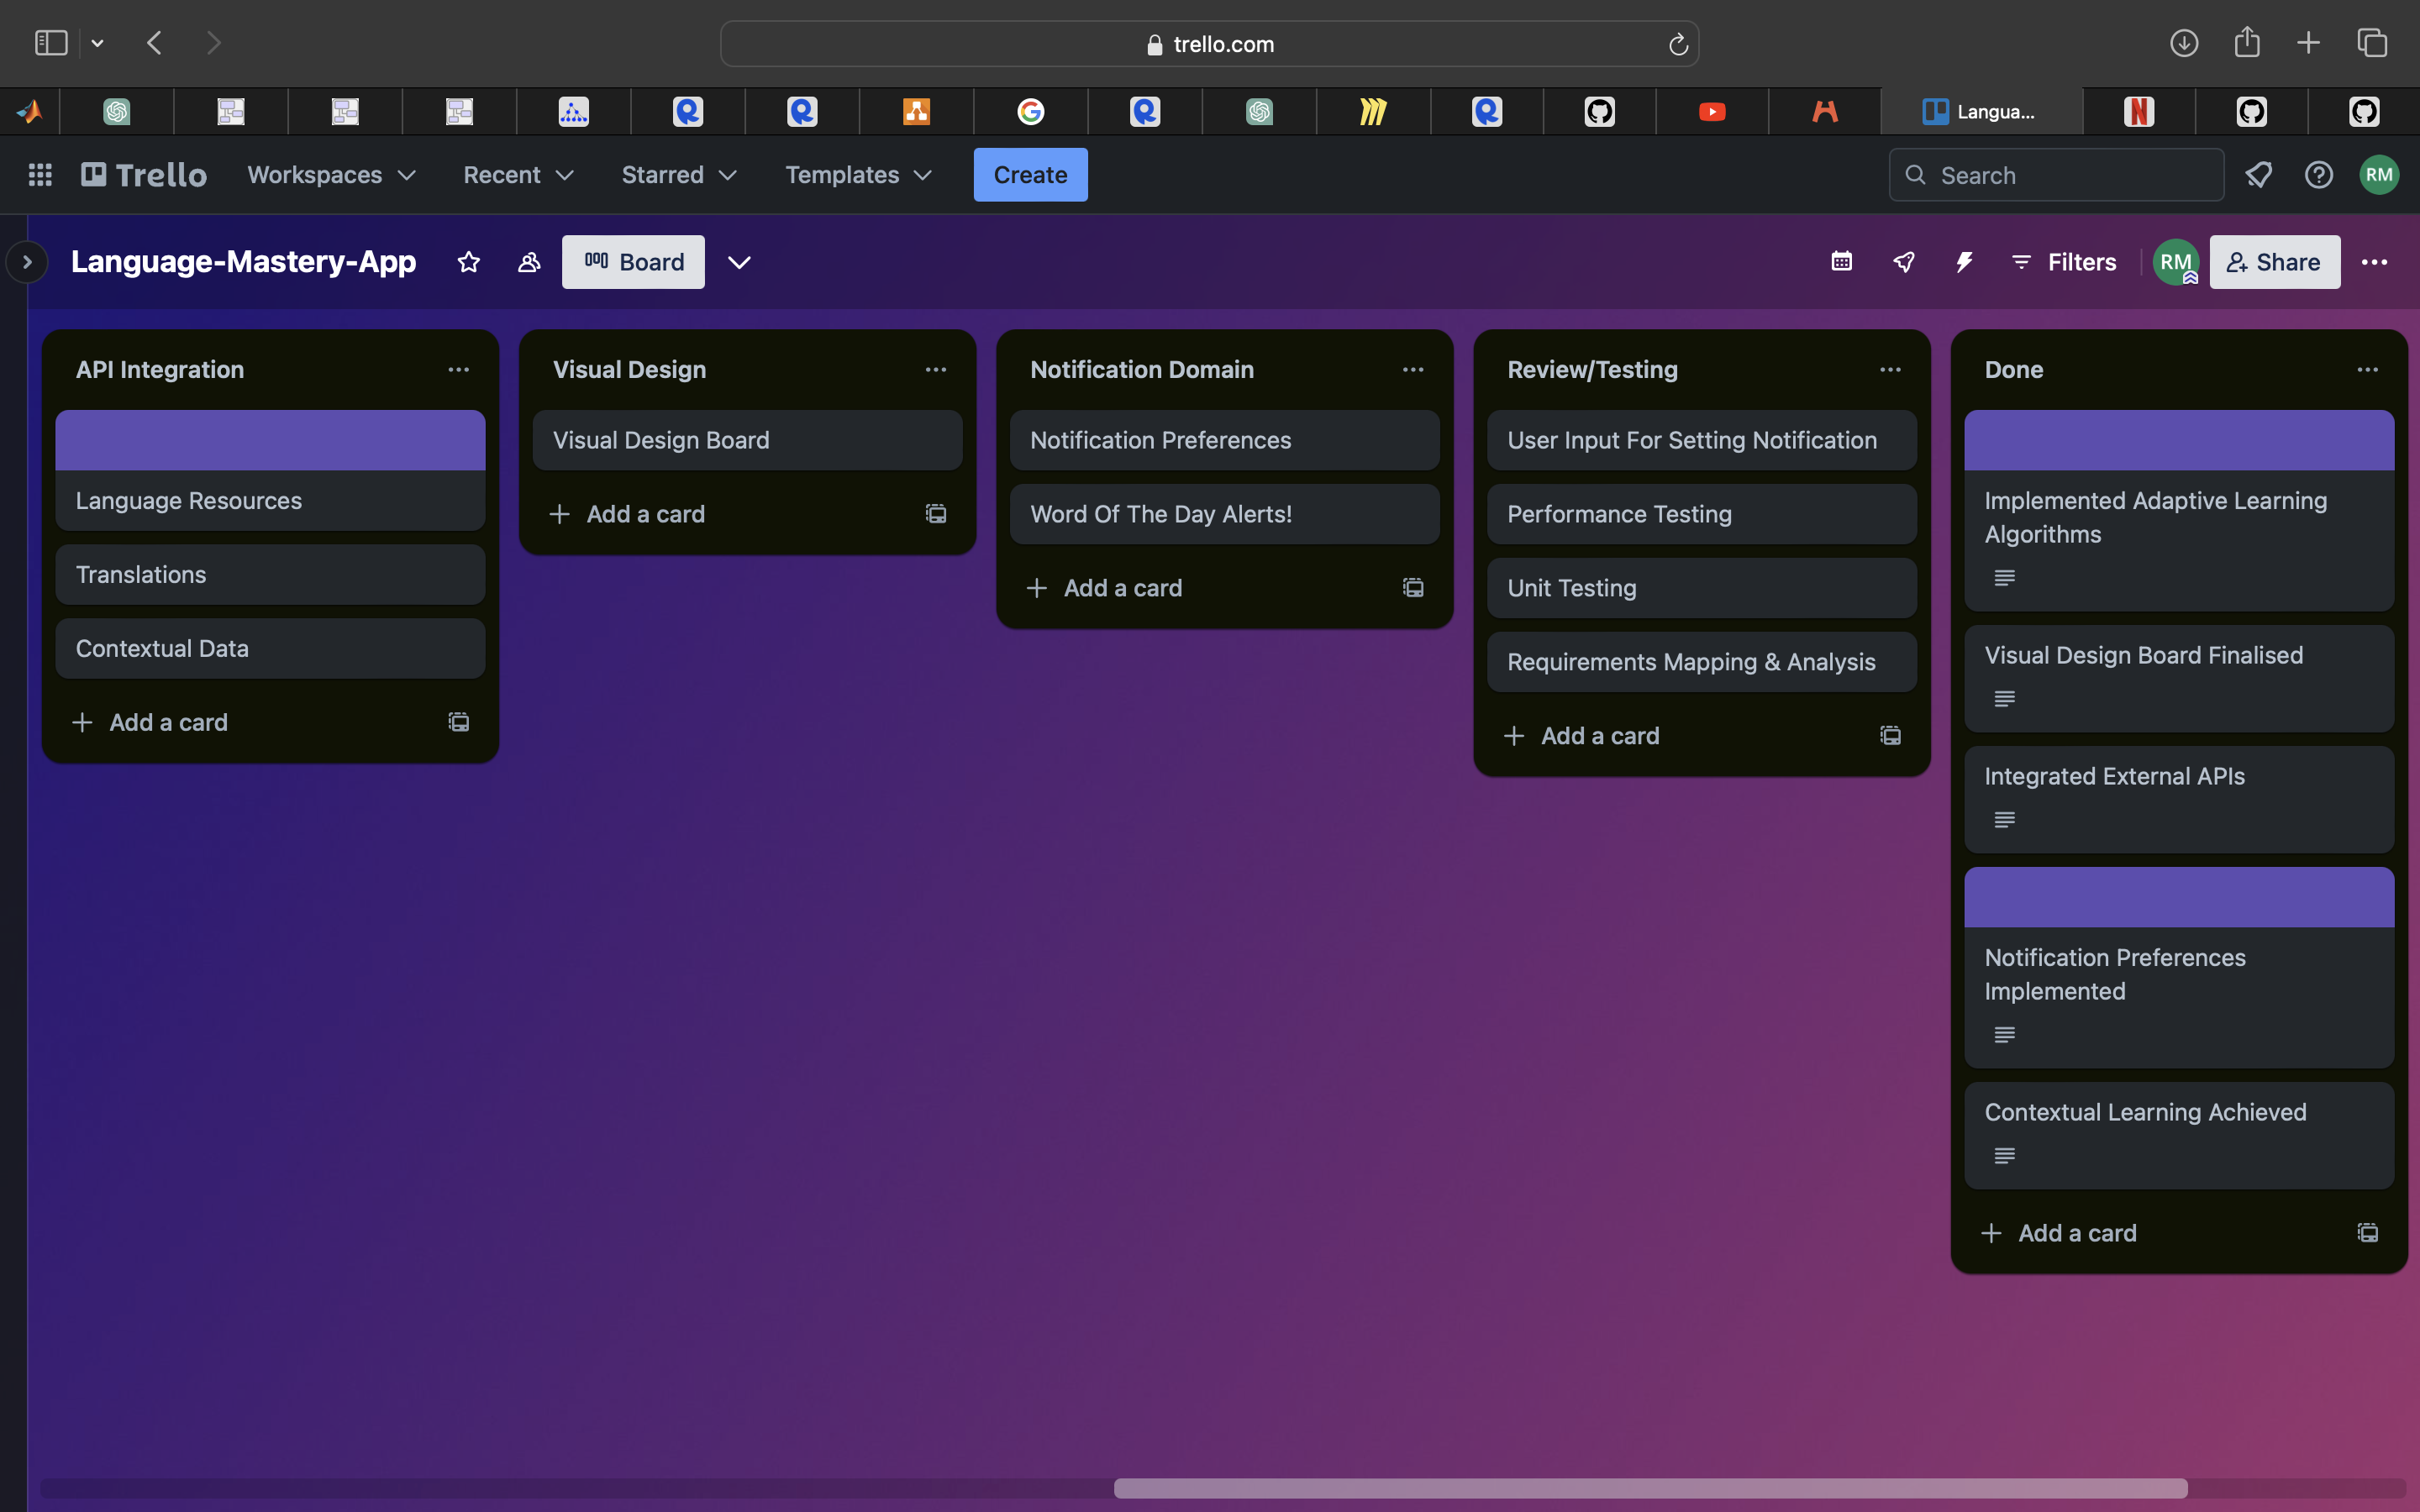 trello.com
Langua...
Trello
Workspaces
Recent
Starred
Templates
Create
Search
RM
Language-Mastery-App
Board
Filters
RM
Share
API Integration
Language Resources
Translations
Contextual Data
Add a card
Visual Design
Visual Design Board
Add a card
Notification Domain
Notification Preferences
Word Of The Day Alerts!
Add a card
Review/Testing
User Input For Setting Notification
Performance Testing
Unit Testing
Requirements Mapping & Analysis
Add a card
Done
Implemented Adaptive Learning
Algorithms
Visual Design Board Finalised
Integrated External APIs
Notification Preferences
Implemented
Contextual Learning Achieved
Add a card